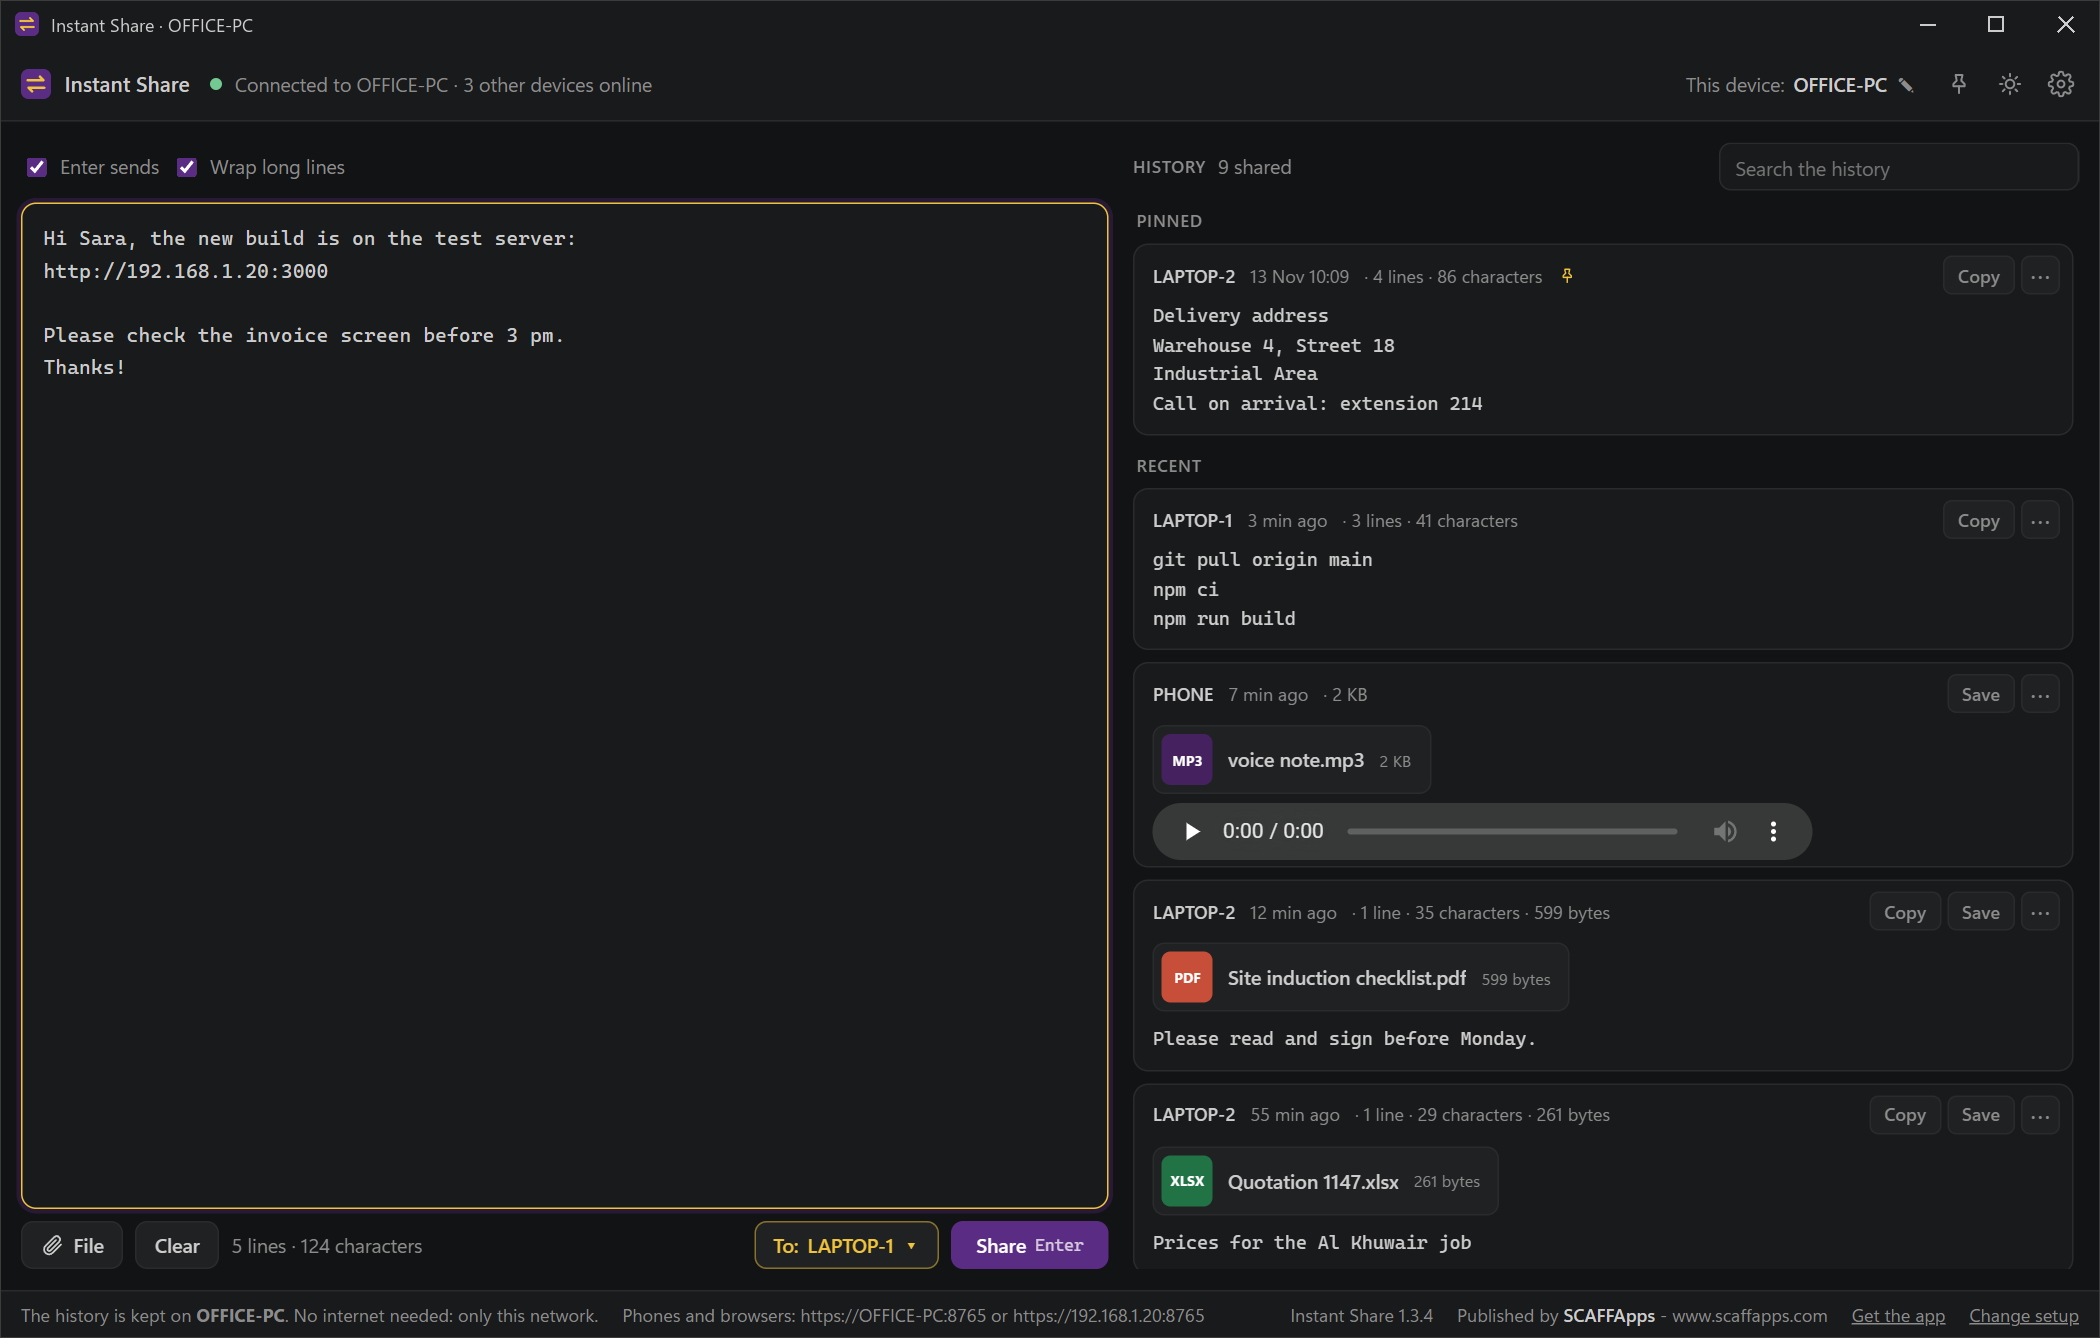 Instant Share · OFFICE-PC
Instant Share
Connected to OFFICE-PC · 3 other devices online
This device: OFFICE-PC
Enter sends
Wrap long lines
Hi Sara, the new build is on the test server:
http://192.168.1.20:3000
Please check the invoice screen before 3 pm.
Thanks!
File
Clear
5 lines · 124 characters
To: LAPTOP-1
Share Enter
HISTORY 9 shared
Search the history
PINNED
LAPTOP-2 13 Nov 10:09 · 4 lines · 86 characters
Copy
...
Delivery address
Warehouse 4, Street 18
Industrial Area
Call on arrival: extension 214
RECENT
LAPTOP-1 3 min ago · 3 lines · 41 characters
Copy
...
git pull origin main
npm ci
npm run build
PHONE 7 min ago · 2 KB
Save
...
MP3 voice note.mp3 2 KB
0:00 / 0:00
LAPTOP-2 12 min ago · 1 line · 35 characters · 599 bytes
Copy
Save
...
PDF Site induction checklist.pdf 599 bytes
Please read and sign before Monday.
LAPTOP-2 55 min ago · 1 line · 29 characters · 261 bytes
Copy
Save
...
XLSX Quotation 1147.xlsx 261 bytes
Prices for the Al Khuwair job
The history is kept on OFFICE-PC. No internet needed: only this network.
Phones and browsers: https://OFFICE-PC:8765 or https://192.168.1.20:8765
Instant Share 1.3.4
Published by SCAFFApps - www.scaffapps.com
Get the app
Change setup